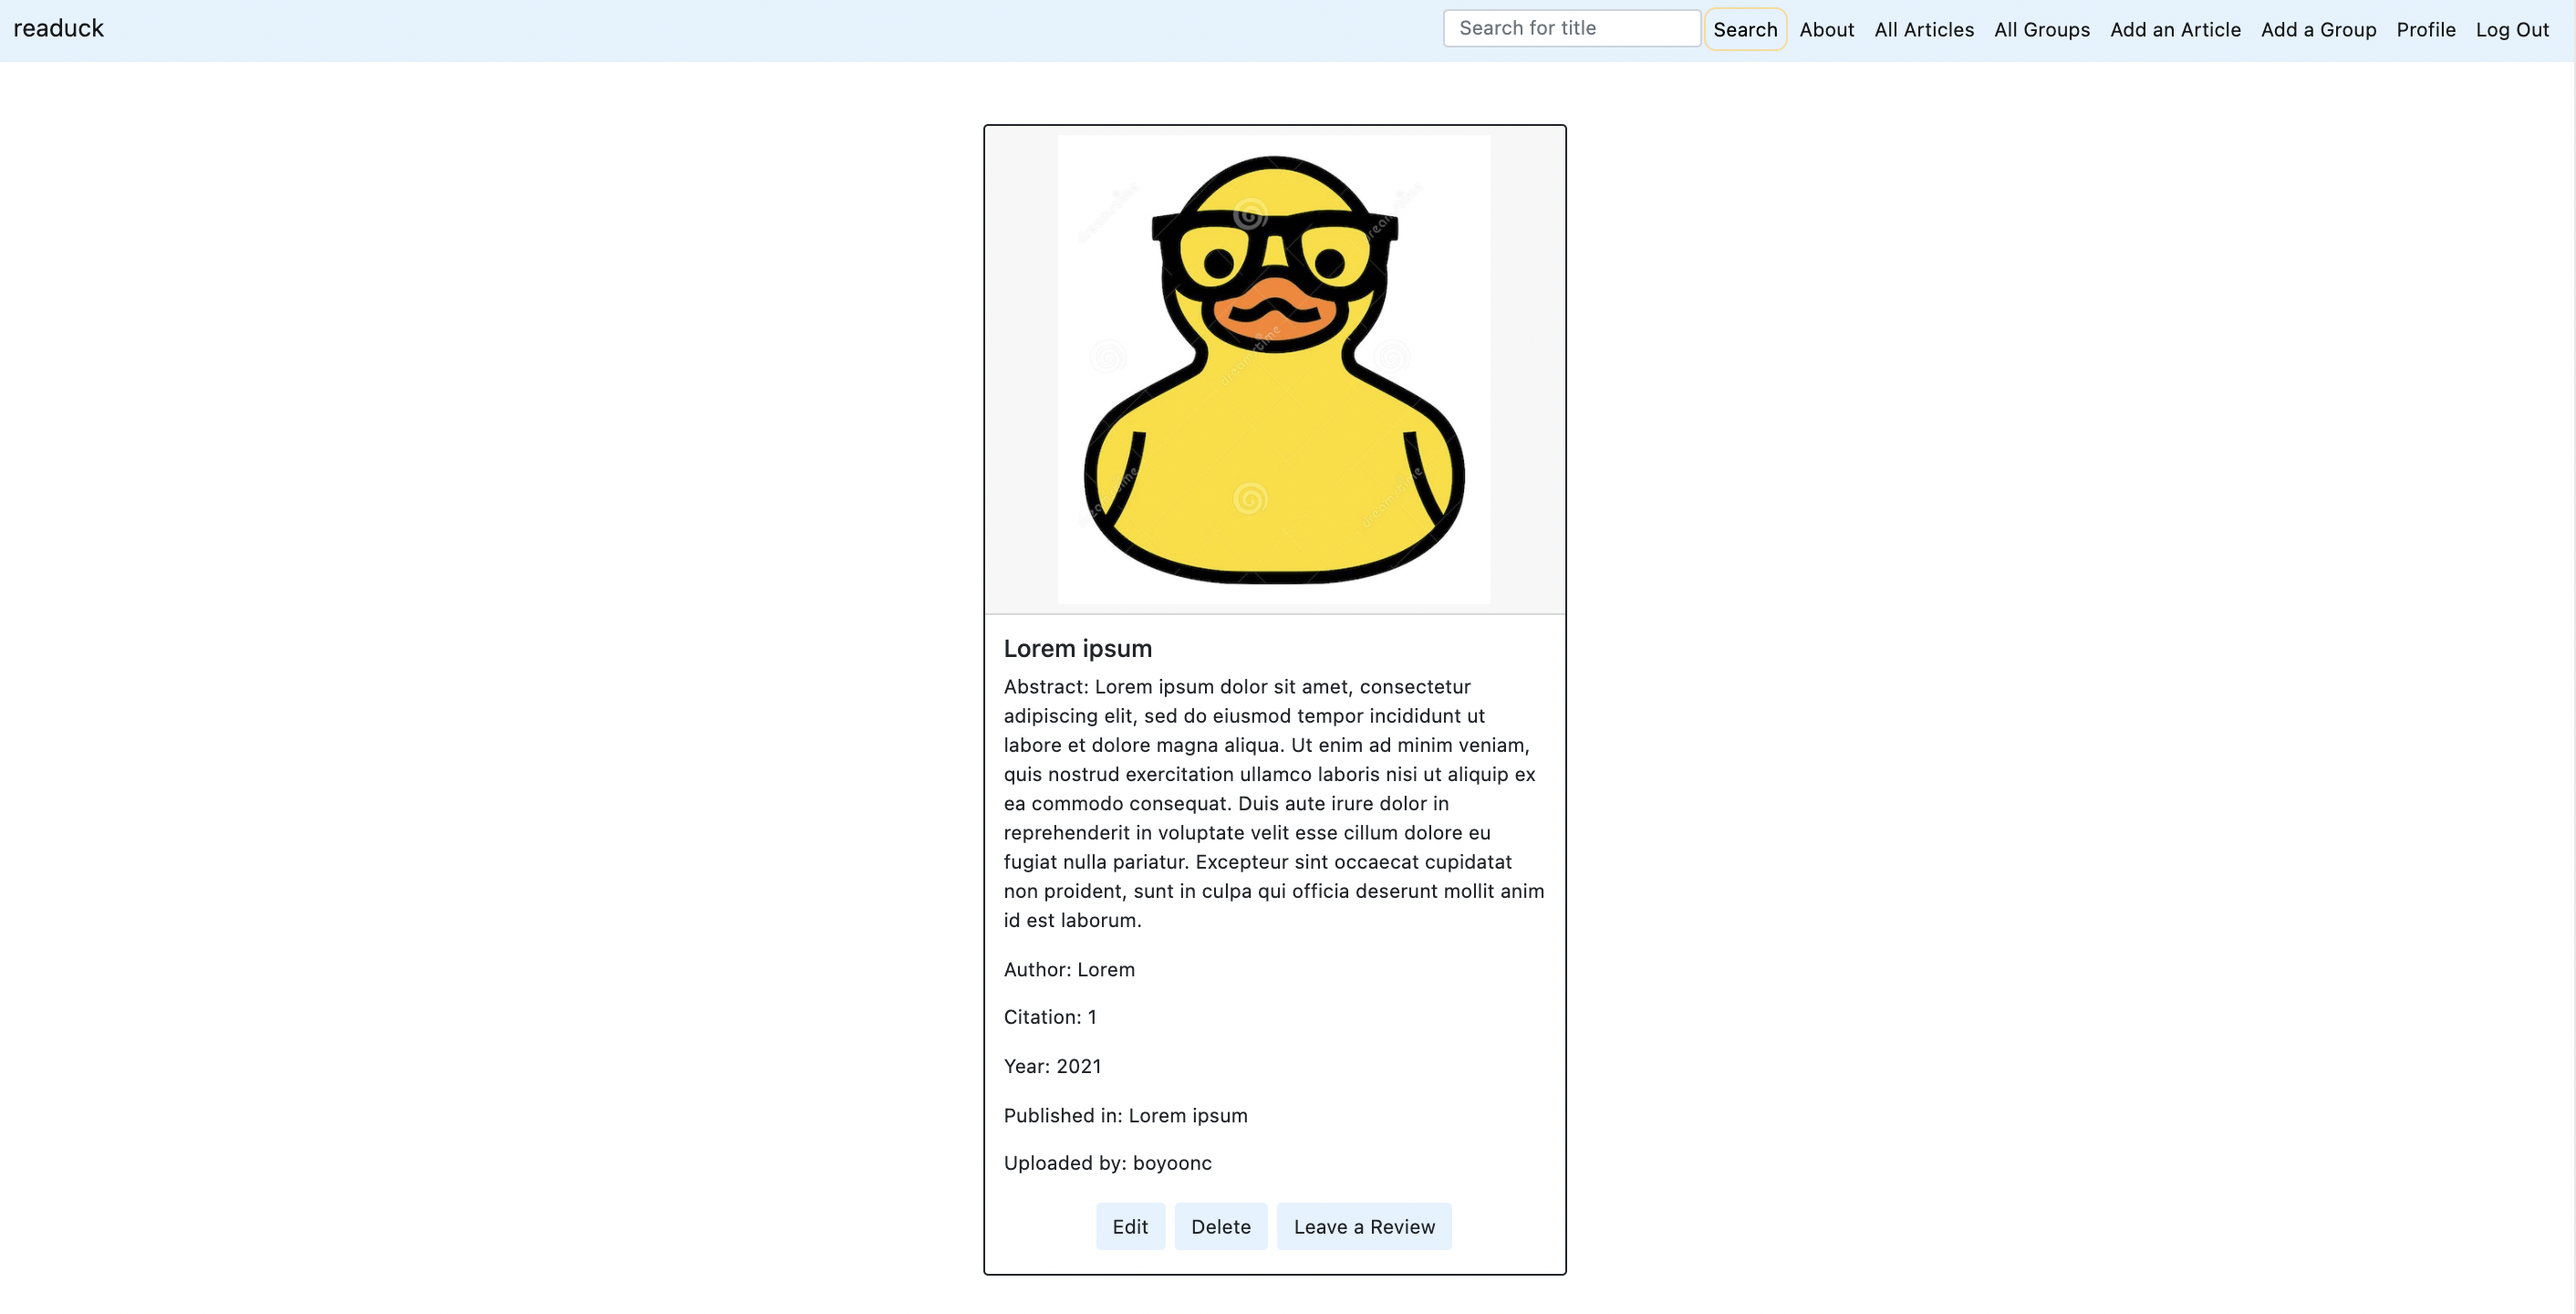 readuck
Search for title
Search
About
All Articles
All Groups
Add an Article
Add a Group
Profile
Log Out
dreamstime
Lorem ipsum
Abstract: Lorem ipsum dolor sit amet, consectetur
adipiscing elit, sed do eiusmod tempor incididunt ut
labore et dolore magna aliqua. Ut enim ad minim veniam,
quis nostrud exercitation ullamco laboris nisi ut aliquip ex
ea commodo consequat. Duis aute irure dolor in
reprehenderit in voluptate velit esse cillum dolore eu
fugiat nulla pariatur. Excepteur sint occaecat cupidatat
non proident, sunt in culpa qui officia deserunt mollit anim
id est laborum.
Author: Lorem
Citation: 1
Year: 2021
Published in: Lorem ipsum
Uploaded by: boyoonc
Edit
Delete
Leave a Review